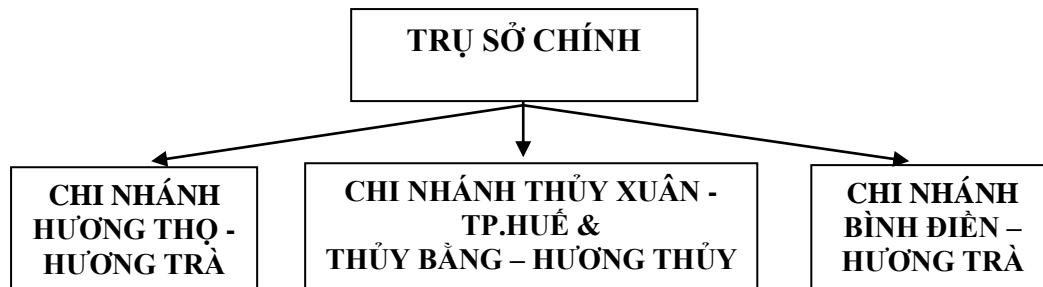 TRỤ SỞ CHÍNH
CHI NHÁNH
HƯƠNG THỌ -
HƯƠNG TRÀ
CHI NHÁNH THỦY XUÂN -
TP.HUẾ &
THỦY BẰNG – HƯƠNG THỦY
CHI NHÁNH
BÌNH ĐIỀN –
HƯƠNG TRÀ